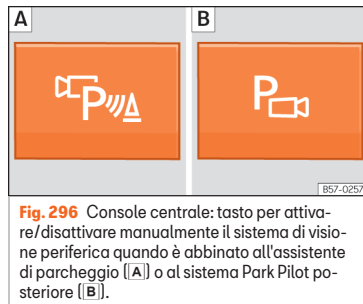 A B
P P
B57-0257
Fig. 296 Console centrale: tasto per attiva-
re/disattivare manualmente il sistema di visio-
ne periferica quando è abbinato all'assistente
di parcheggio (A) o al sistema Park Pilot po-
steriore (B).